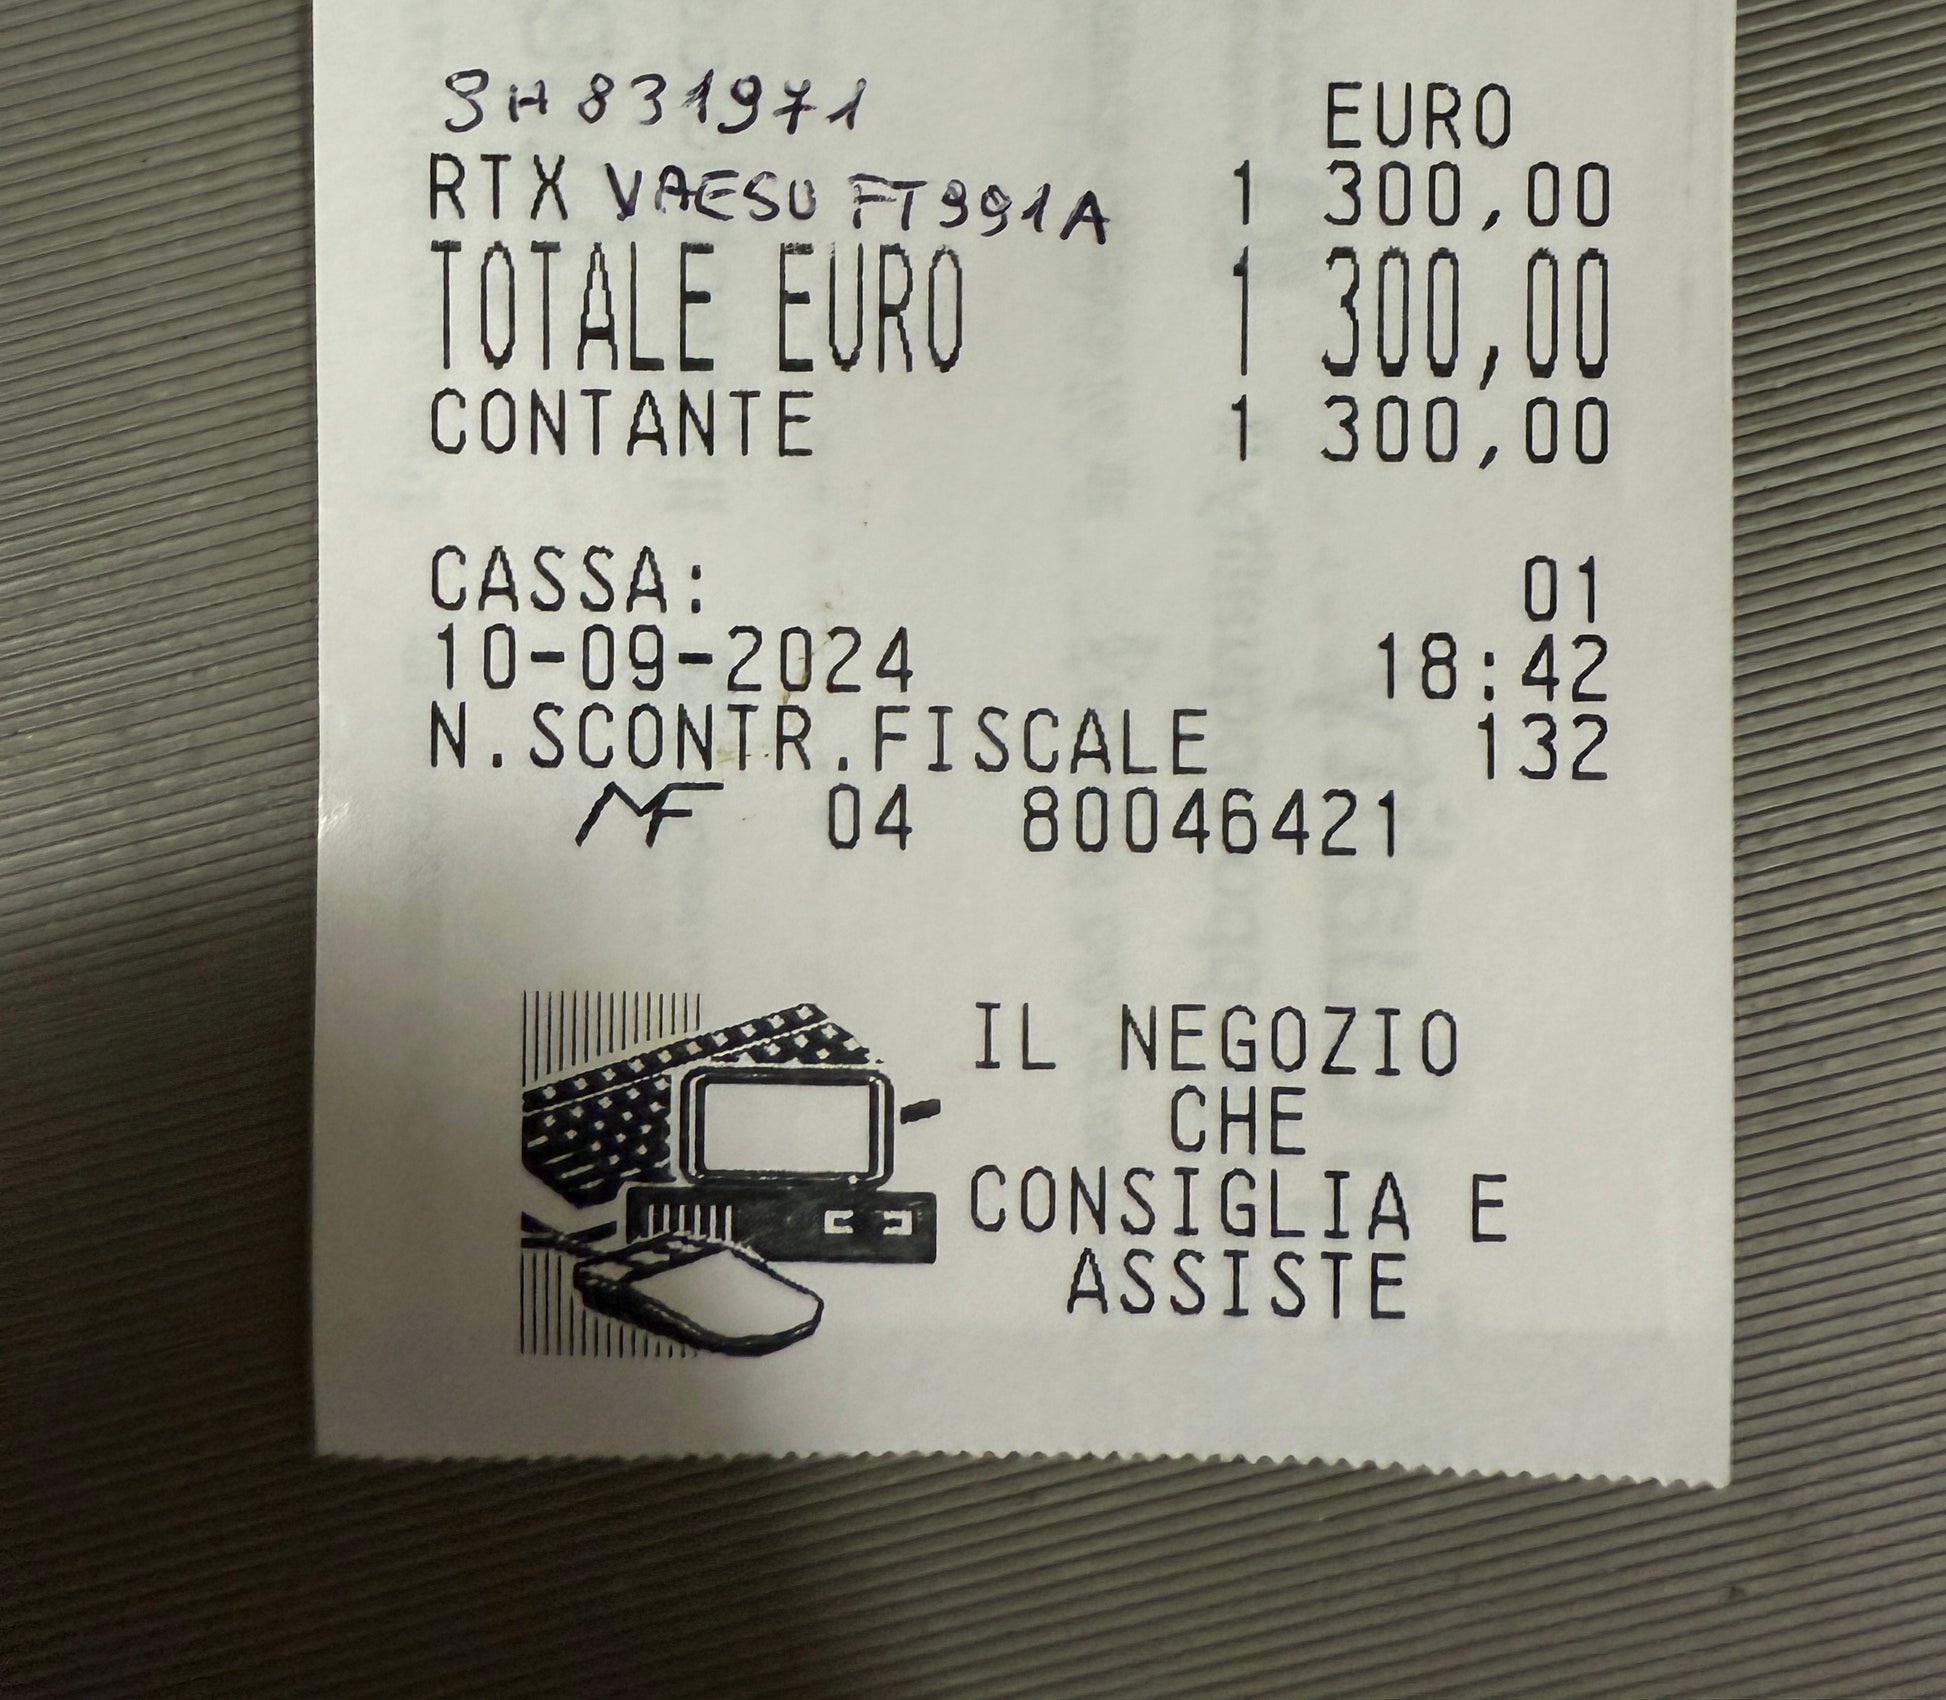 SH831971
EURO
RTX VAESU FT991A 1 300,00
TOTALE EURO 1 300,00
CONTANTE 1 300,00
CASSA: 01
10-09-2024 18:42
N.SCONTR.FISCALE 132
MF 04 80046421
IL NEGOZIO
CHE
CONSIGLIA E
ASSISTE